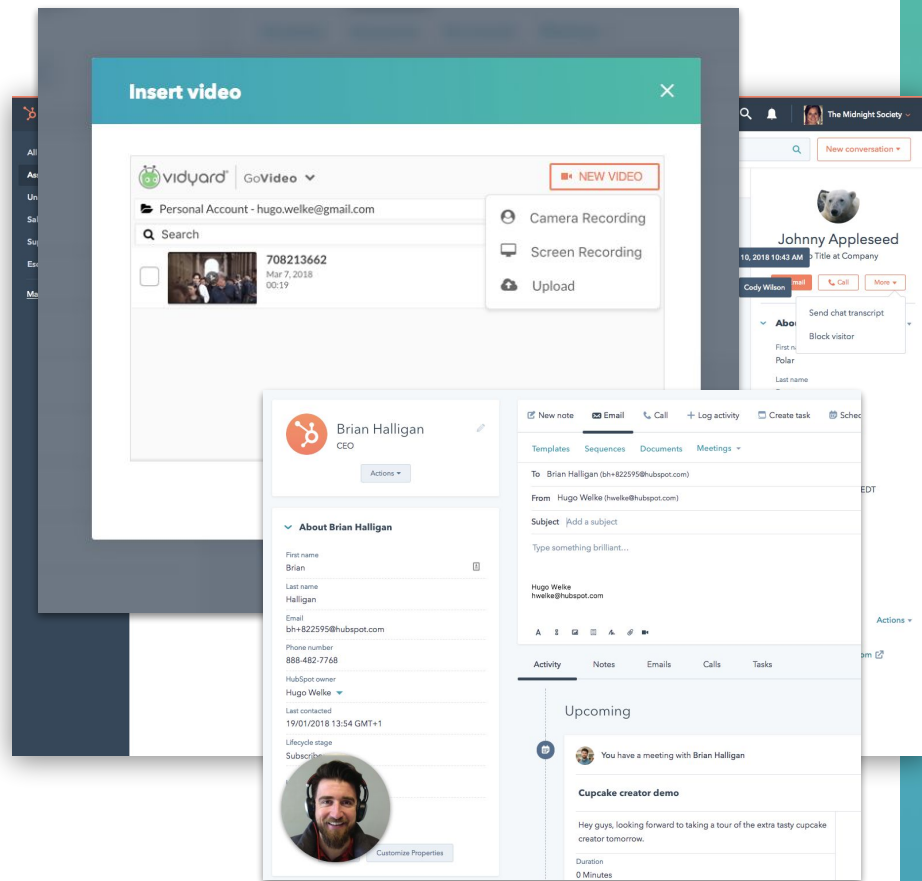 Insert video
vidyard GoVideo
NEW VIDEO
Personal Account - hugo.welke@gmail.com
Search
Camera Recording
Screen Recording
Upload
708213662
Mar 7, 2018
00:19
All
Un
Sal
The Midnight Society
New conversation
Johnny Appleseed
Title at Company
10, 2018 10:43 AM
Cody Wilson
Call
More
Send chat transcript
Block visitor
Polar
Last name
EDT
Actions
Brian Halligan
CEO
Actions
About Brian Halligan
First name
Brian
Last name
Halligan
Email
bh+822595@hubspot.com
Phone number
888-482-7768
HubSpot owner
Hugo Welke
Last contacted
19/01/2018 13:54 GMT+1
Lifecycle stage
Customize Properties
New note
Email
Call
Log activity
Create task
Sched
Templates
Sequences
Documents
Meetings
To Brian Halligan (bh+822595@hubspot.com)
From Hugo Welke (hwelke@hubspot.com)
Subject Add a subject
Type something brilliant...
Hugo Welke
hwelke@hubspot.com
Activity
Notes
Emails
Calls
Tasks
Upcoming
You have a meeting with Brian Halligan
Cupcake creator demo
Hey guys, looking forward to taking a tour of the extra tasty cupcake
creator tomorrow.
Duration
0 Minutes